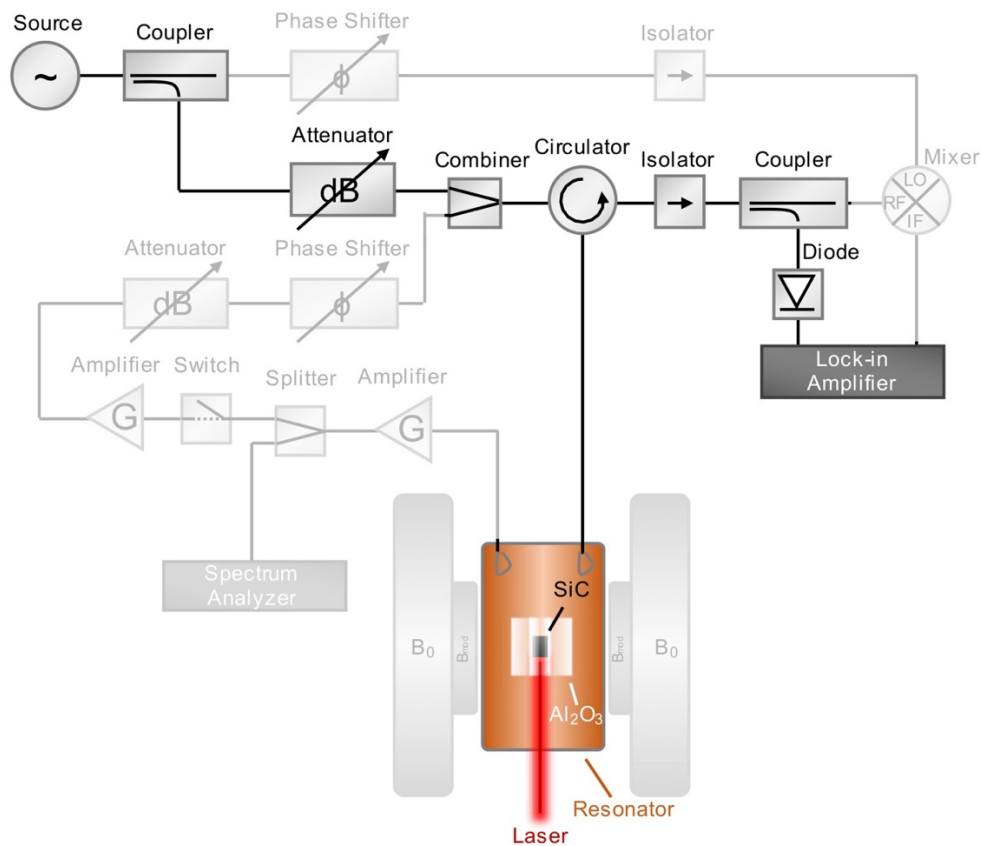 Source
Coupler
Phase Shifter
Isolator
~
ϕ
Attenuator
Combiner
Circulator
Isolator
Coupler
Mixer
dB
LO
RF
IF
Attenuator
Phase Shifter
Diode
dB
ϕ
Amplifier
Switch
Splitter
Amplifier
Lock-in
Amplifier
G
G
Spectrum
Analyzer
SiC
B₀
Bmod
Bmod
B₀
Al₂O₃
Resonator
Laser